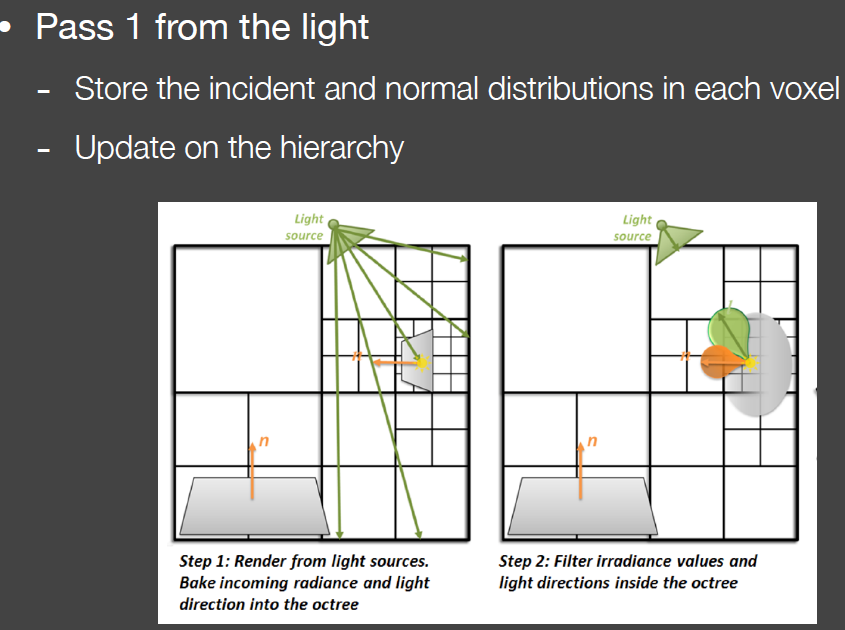 • Pass 1 from the light
- Store the incident and normal distributions in each voxel
- Update on the hierarchy
Light
source
n
n
Step 1: Render from light sources.
Bake incoming radiance and light
direction into the octree
Light
source
n
n
Step 2: Filter irradiance values and
light directions inside the octree